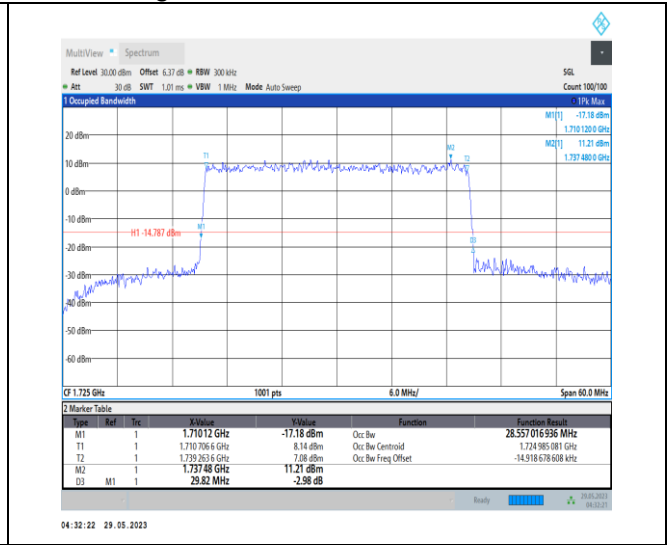 MultiView Spectrum
Ref Level 30.00 dBm Offset 6.37 dB RBW 300 kHz SGL
Att 30 dB SWT 1.01 ms VBW 1 MHz Mode Auto Sweep Count 100/100
1 Occupied Bandwidth 1Pk Max
M1[1] -17.18 dBm
1.710 120 0 GHz
M2[1] 11.21 dBm
1.737 480 0 GHz
20 dBm
M2
T1 T2
10 dBm
0 dBm
-10 dBm
M1
H1 -14.787 dBm
D3
-20 dBm
-30 dBm
-40 dBm
-50 dBm
-60 dBm
CF 1.725 GHz 1001 pts 6.0 MHz/ Span 60.0 MHz
2 Marker Table
Type Ref Trc X-Value Y-Value Function Function Result
M1 1 1.71012 GHz -17.18 dBm Occ Bw 28.557 016 936 MHz
T1 1 1.710 706 6 GHz 8.14 dBm Occ Bw Centroid 1.724 985 081 GHz
T2 1 1.739 263 6 GHz 7.08 dBm Occ Bw Freq Offset -14.918 678 608 kHz
M2 1 1.737 48 GHz 11.21 dBm
D3 M1 1 29.82 MHz -2.98 dB
Ready 29.05.2023
04:32:21
04:32:22 29.05.2023